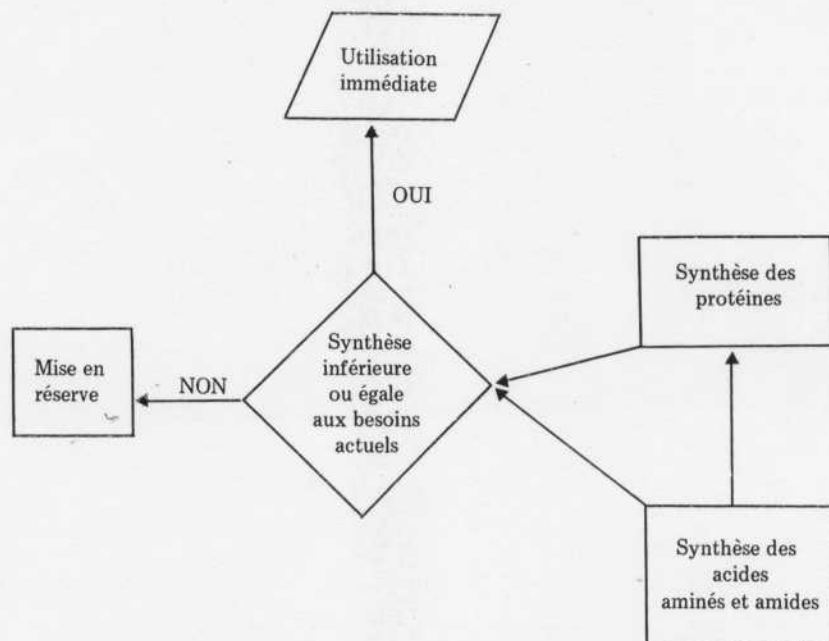 Utilisation
immédiate
OUI
Synthèse des
protéines
Synthèse
inférieure
ou égale
aux besoins
actuels
NON
Mise en
réserve
Synthèse des
acides
aminés et amides